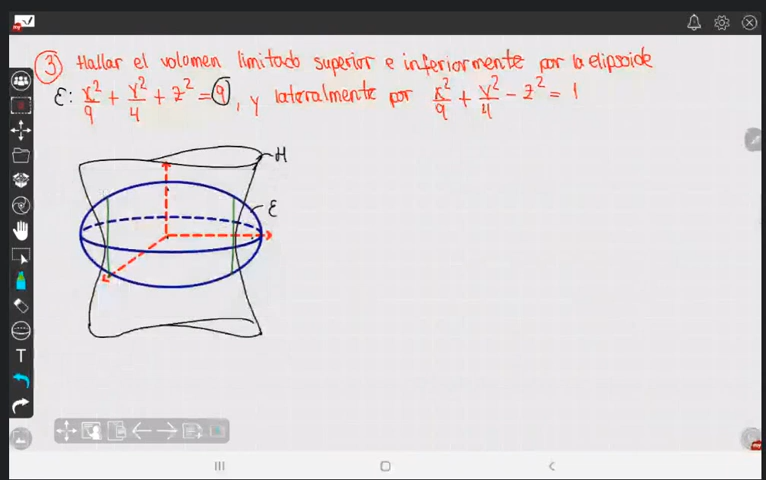 3 Hallar el volumen limitado superior e inferiormente por la elipsoide
ε: x²/9 + y²/4 + z² = 9, y lateralmente por x²/9 + y²/4 - z² = 1
H
ε
T